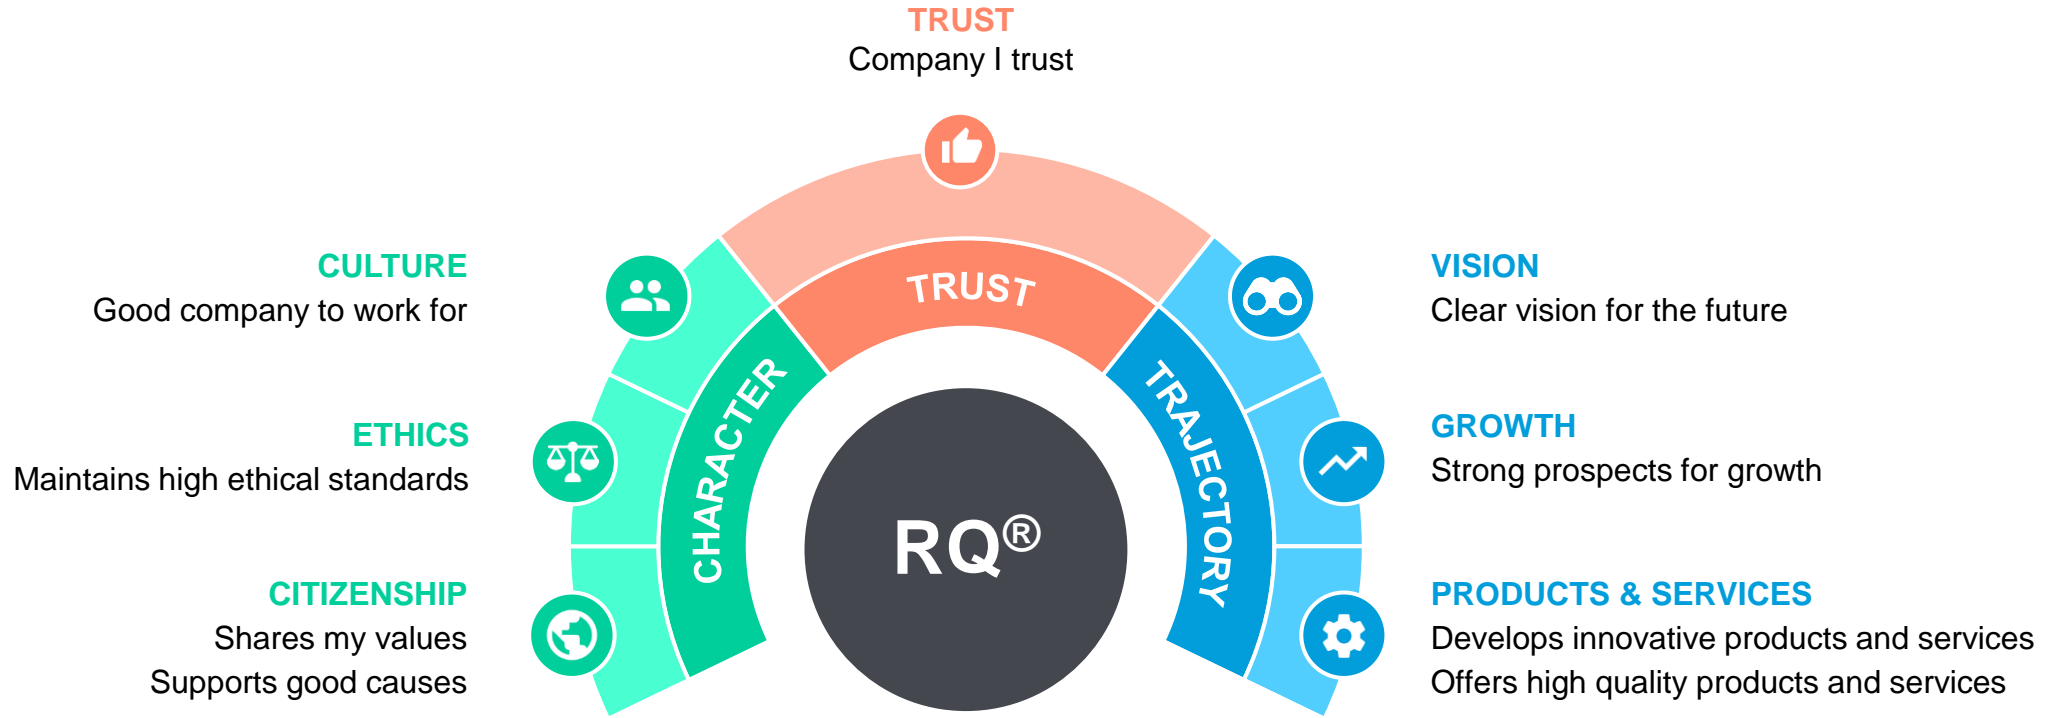 TRUST
Company I trust
CULTURE
Good company to work for
ETHICS
Maintains high ethical standards
CITIZENSHIP
Shares my values
Supports good causes
CHARACTER
TRUST
TRAJECTORY
RQ®
VISION
Clear vision for the future
GROWTH
Strong prospects for growth
PRODUCTS & SERVICES
Develops innovative products and services
Offers high quality products and services